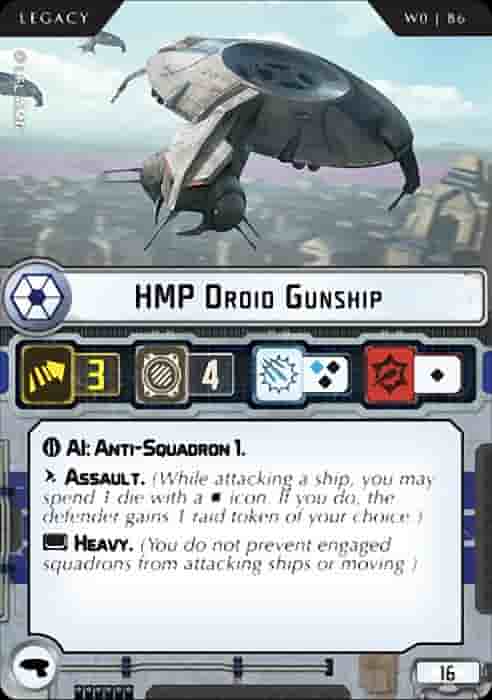 LEGACY
W0 | B6
HMP DROID GUNSHIP
3
4
AI: ANTI-SQUADRON 1.
ASSAULT. (While attacking a ship, you may
spend 1 die with a icon. If you do, the
defender gains 1 raid token of your choice.)
HEAVY. (You do not prevent engaged
squadrons from attacking ships or moving.)
16